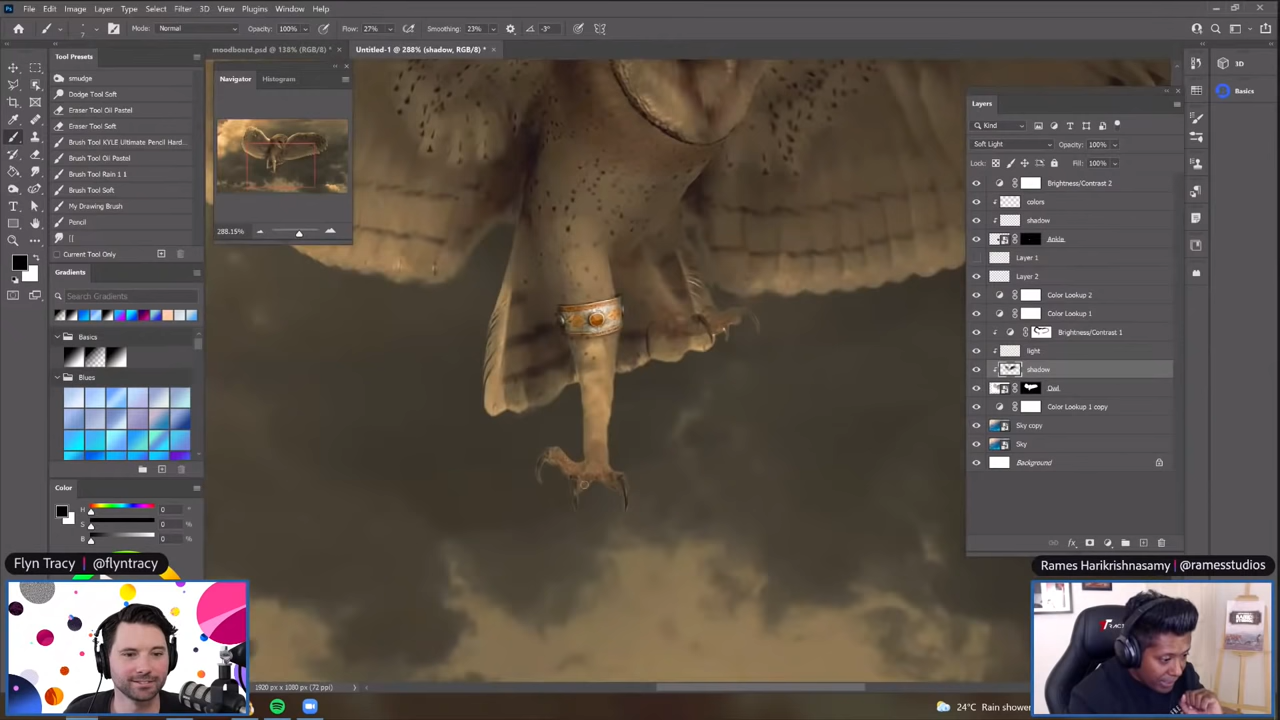 File Edit Image Layer Type Select Filter 3D View Plugins Window Help
Mode: Normal Opacity: 100% Flow: 27% Smoothing: 23% -3°
moodboard.psd @ 138% (RGB/8) * × Untitled-1 @ 288% (shadow, RGB/8) * ×
Tool Presets
smudge
Dodge Tool Soft
Eraser Tool Oil Pastel
Eraser Tool Soft
Brush Tool KYLE Ultimate Pencil Hard...
Brush Tool Oil Pastel
Brush Tool Rain 1 1
Brush Tool Soft
My Drawing Brush
Pencil
Current Tool Only
Gradients
Search Gradients
Basics
Blues
Color
H 0 °
S 0 %
B 0 %
Navigator Histogram
288.15%
Layers
Kind
Soft Light Opacity: 100%
Lock: Fill: 100%
Brightness/Contrast 2
colors
shadow
Ankle
Layer 1
Layer 2
Color Lookup 2
Color Lookup 1
Brightness/Contrast 1
light
shadow
Owl
Color Lookup 1 copy
Sky copy
Sky
Background
fx
3D
Basics
Flyn Tracy | @flyntracy
Rames Harikrishnasamy | @ramesstudios
1920 px x 1080 px (72 ppi)
24°C Rain showers